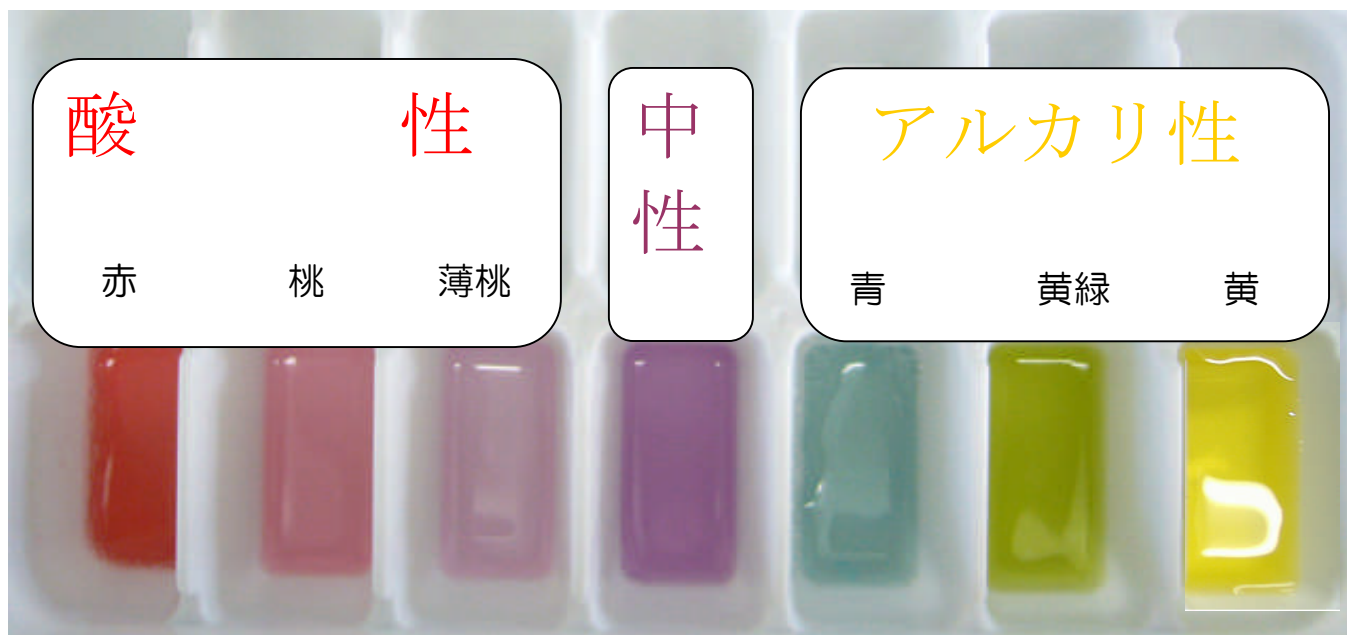 酸性
赤 桃 薄桃
中
性
アルカリ性
青 黄緑 黄